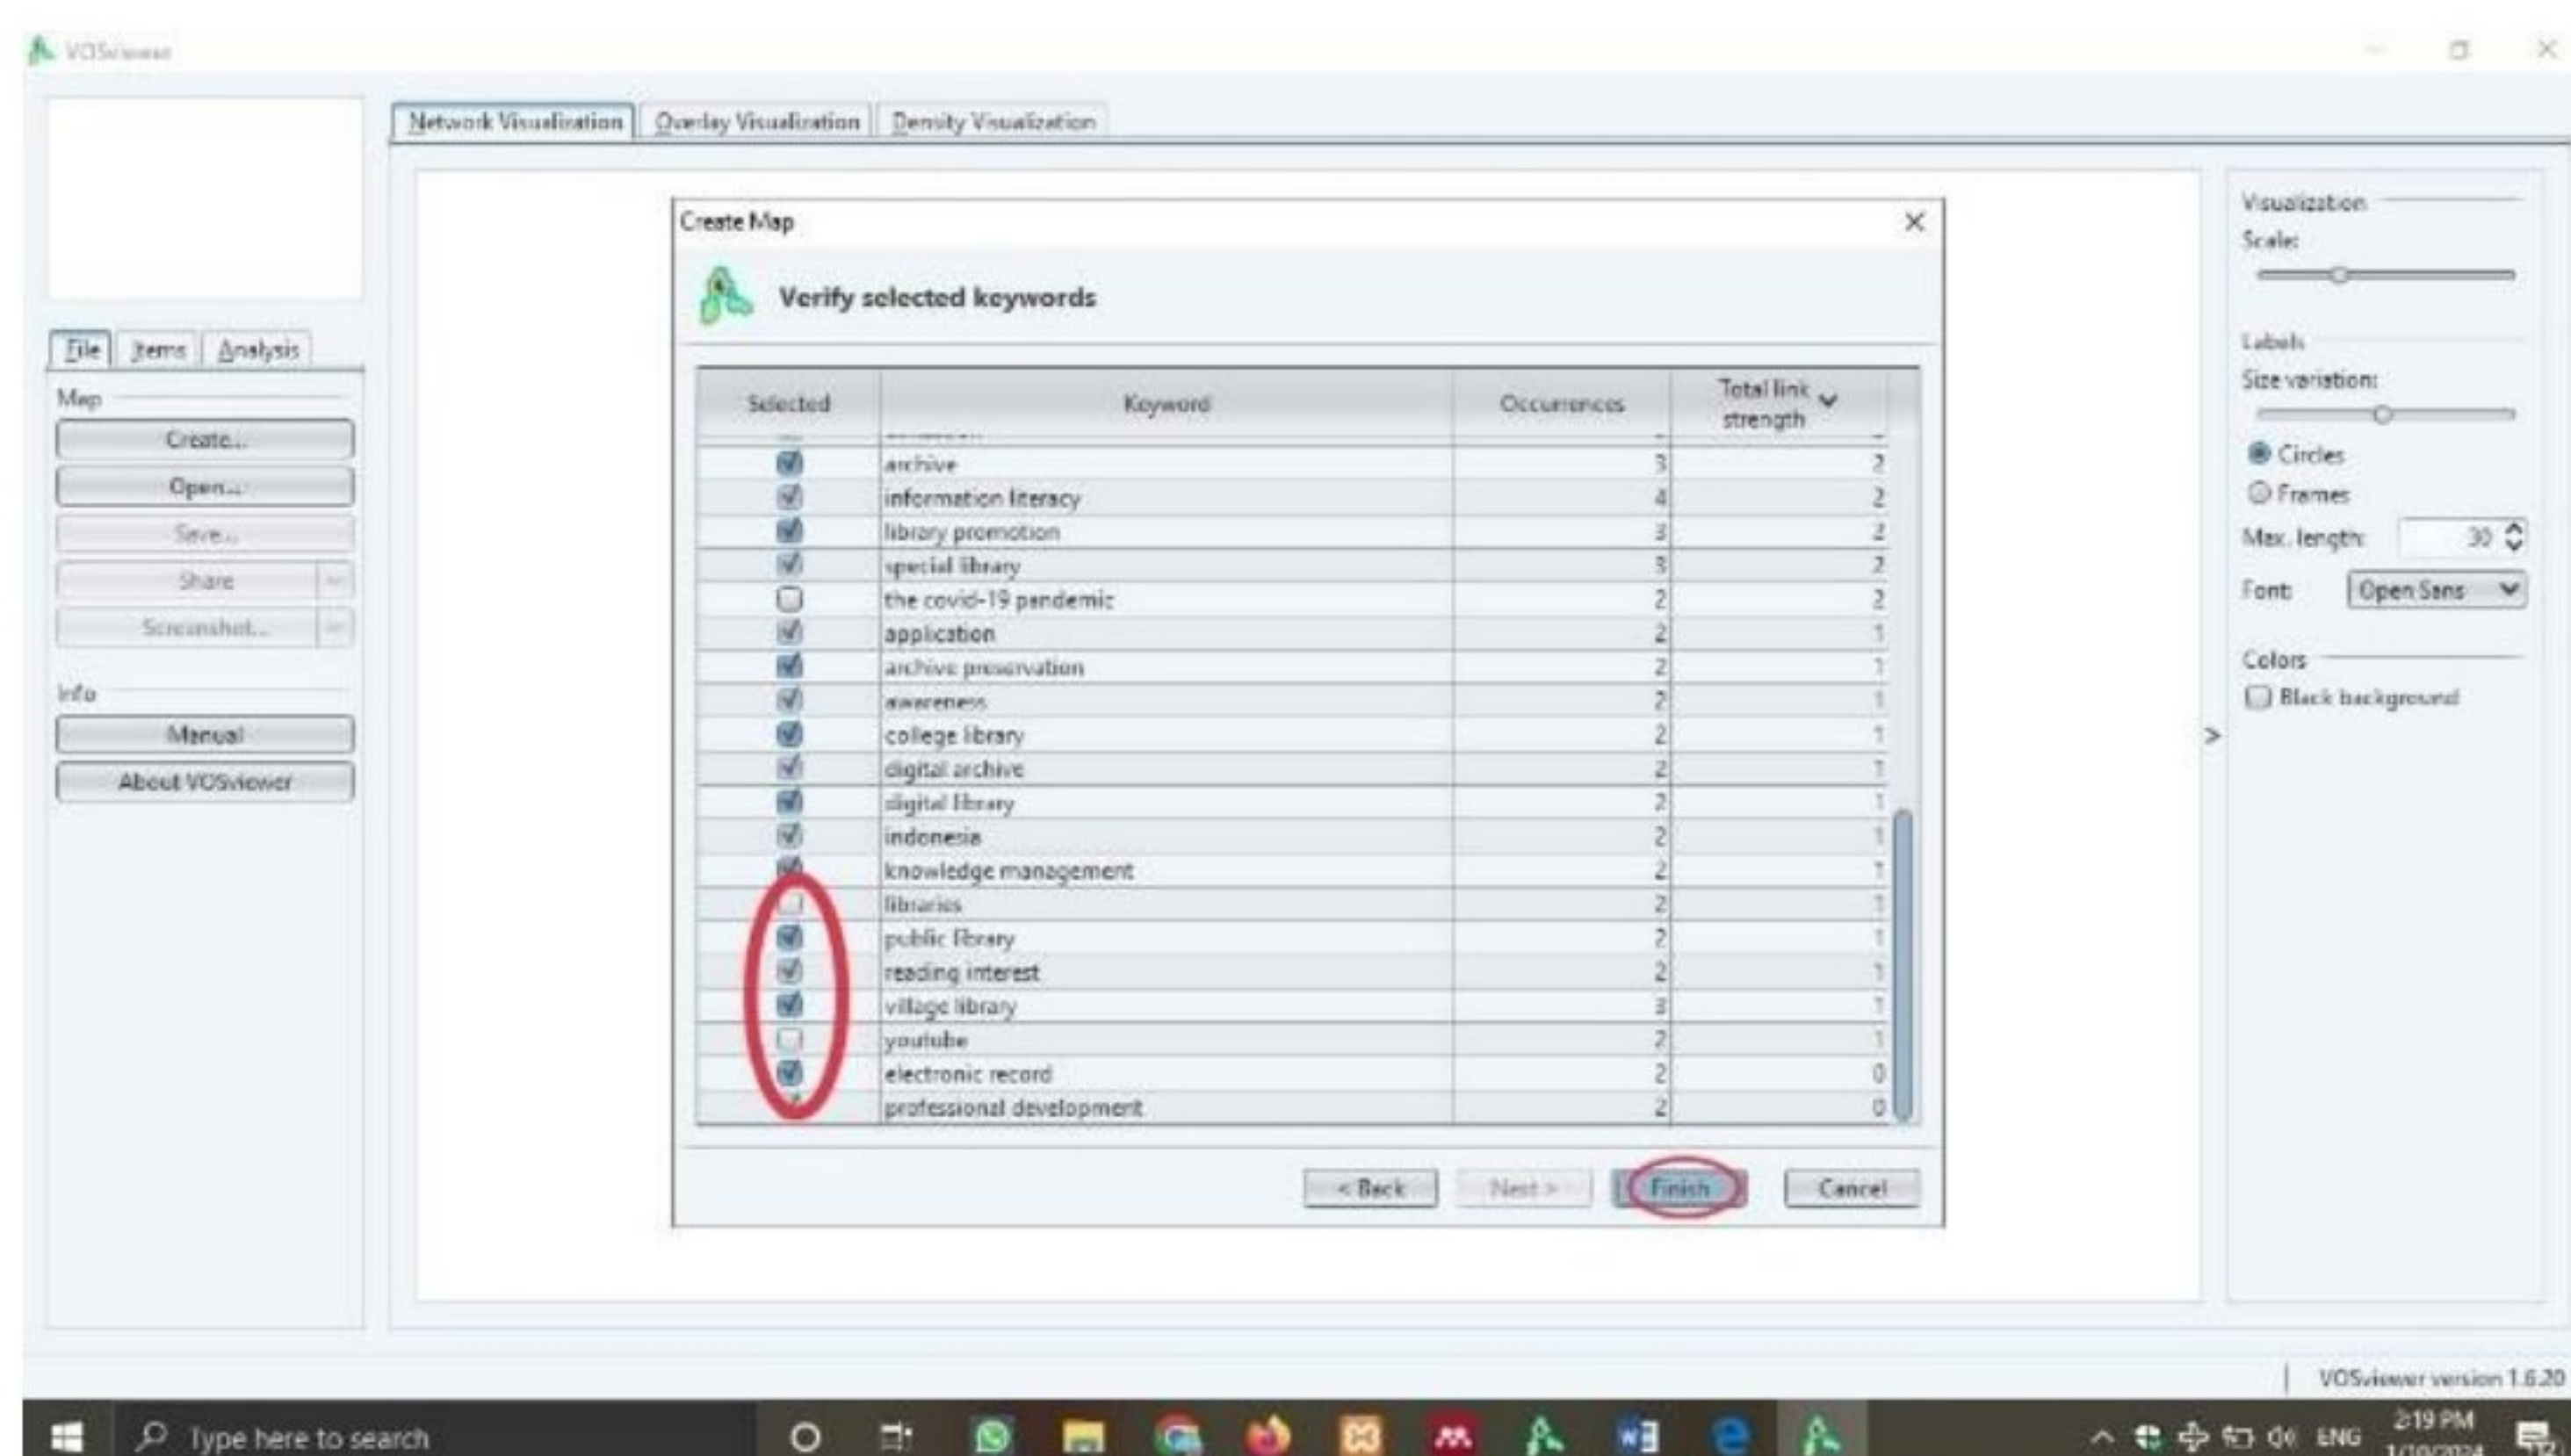 VOSviewer
Network Visualization Overlay Visualization Density Visualization
File Items Analysis
Map
Create...
Open...
Save...
Share
Screenshot...
Info
Manual
About VOSviewer
Create Map
Verify selected keywords
Selected Keyword Occurrences Total link strength
archive 3 2
information literacy 4 2
library promotion 3 2
special library 3 2
the covid-19 pandemic 2 2
application 2 1
archive preservation 2 1
awareness 2 1
college library 2 1
digital archive 2 1
digital library 2 1
indonesia 2 1
knowledge management 2 1
libraries 2 1
public library 2 1
reading interest 2 1
village library 3 1
youtube 2 1
electronic record 2 0
professional development 2 0
< Back Next > Finish Cancel
Visualization
Scale:
Labels
Size variation:
Circles
Frames
Max. length: 30
Font: Open Sans
Colors
Black background
>
VOSviewer version 1.6.20
Type here to search
ENG
2:19 PM